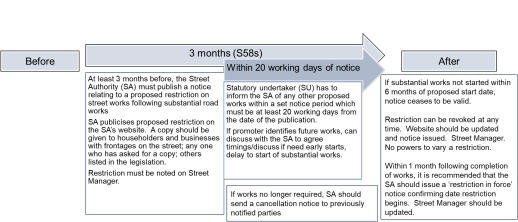 Before
3 months (S58s)
Within 20 working days of notice
After
At least 3 months before, the Street
Authority (SA) must publish a notice
relating to a proposed restriction on
street works following substantial road
works
SA publicises proposed restriction on
the SA's website. A copy should be
given to householders and businesses
with frontages on the street; any one
who has asked for a copy; others
listed in the legislation.
Restriction must be noted on Street
Manager.
Statutory undertaker (SU) has to
inform the SA of any other proposed
works within a set notice period which
must be at least 20 working days from
the date of the publication.
If promoter identifies future works, can
discuss with the SA to agree
timings/discuss if need early starts,
delay to start of substantial works.
If works no longer required, SA should
send a cancellation notice to previously
notified parties
If substantial works not started within
6 months of proposed start date,
notice ceases to be valid.
Restriction can be revoked at any
time. Website should be updated
and notice issued. Street Manager.
No powers to vary a restriction.
Within 1 month following completion
of works, it is recommended that the
SA should issue a 'restriction in force'
notice confirming date restriction
begins. Street Manager should be
updated.